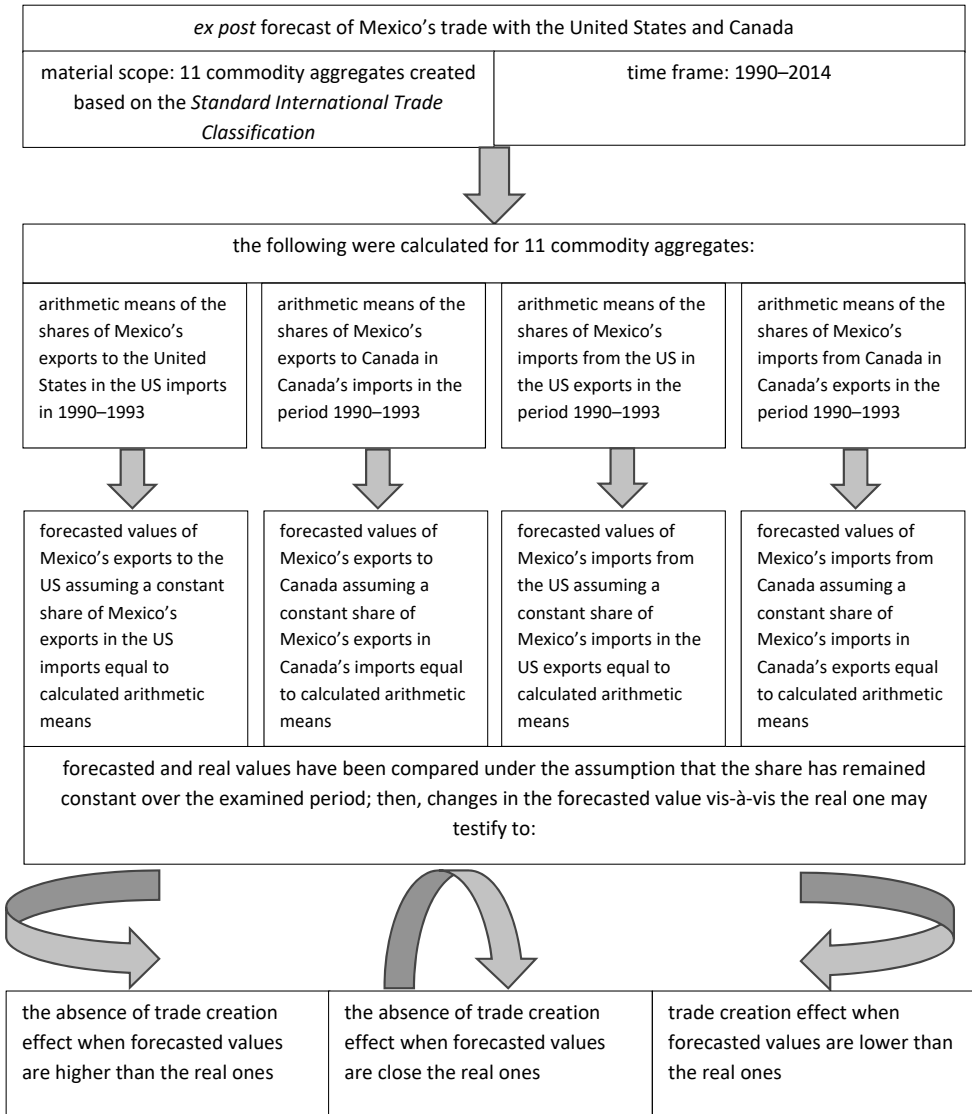 ex post forecast of Mexico's trade with the United States and Canada
material scope: 11 commodity aggregates created
based on the Standard International Trade
Classification
time frame: 1990–2014
the following were calculated for 11 commodity aggregates:
arithmetic means of the
shares of Mexico's
exports to the United
States in the US imports
in 1990–1993
arithmetic means of the
shares of Mexico's
exports to Canada in
Canada's imports in the
period 1990–1993
arithmetic means of the
shares of Mexico's
imports from the US in
the US exports in the
period 1990–1993
arithmetic means of the
shares of Mexico's
imports from Canada in
Canada's exports in the
period 1990–1993
forecasted values of
Mexico's exports to the
US assuming a constant
share of Mexico's
exports in the US
imports equal to
calculated arithmetic
means
forecasted values of
Mexico's exports to
Canada assuming a
constant share of
Mexico's exports in
Canada's imports equal
to calculated arithmetic
means
forecasted values of
Mexico's imports from
the US assuming a
constant share of
Mexico's imports in the
US exports equal to
calculated arithmetic
means
forecasted values of
Mexico's imports from
Canada assuming a
constant share of
Mexico's imports in
Canada's exports equal
to calculated arithmetic
means
forecasted and real values have been compared under the assumption that the share has remained
constant over the examined period; then, changes in the forecasted value vis-à-vis the real one may
testify to:
the absence of trade creation
effect when forecasted values
are higher than the real ones
the absence of trade creation
effect when forecasted values
are close the real ones
trade creation effect when
forecasted values are lower than
the real ones